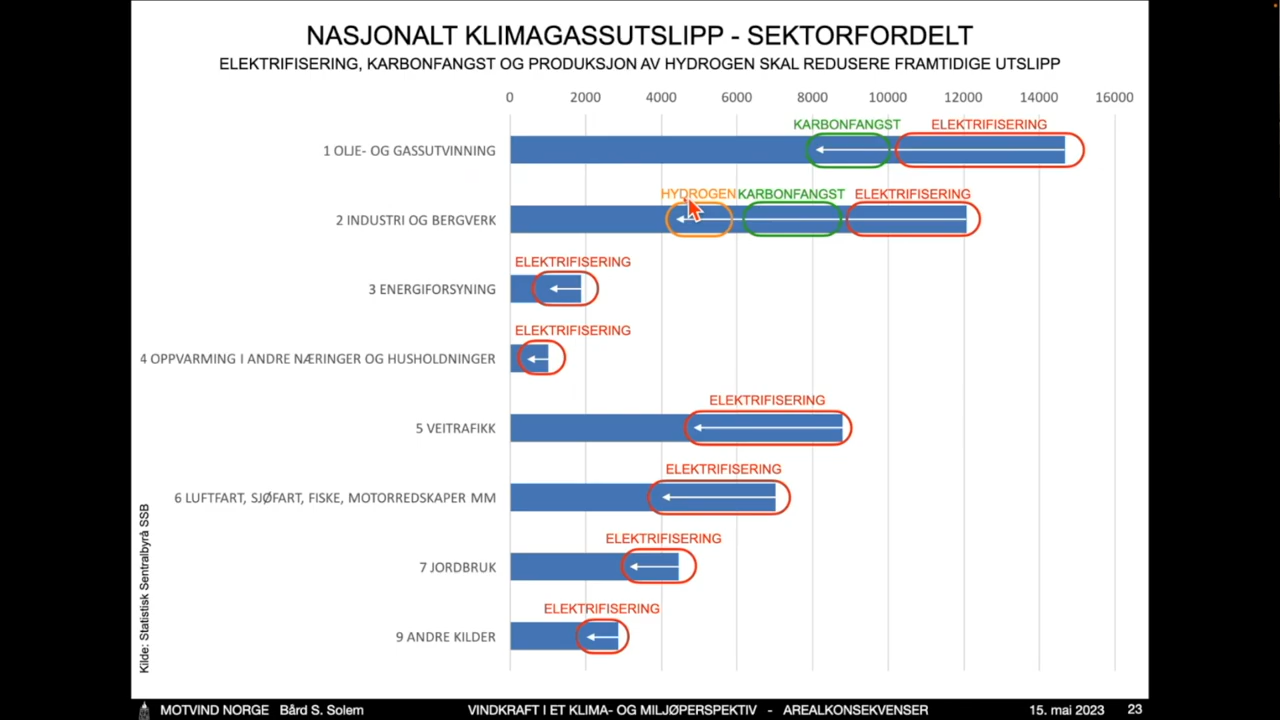 NASJONALT KLIMAGASSUTSLIPP - SEKTORFORDELT
ELEKTRIFISERING, KARBONFANGST OG PRODUKSJON AV HYDROGEN SKAL REDUSERE FRAMTIDIGE UTSLIPP
0 2000 4000 6000 8000 10000 12000 14000 16000
KARBONFANGST ELEKTRIFISERING
1 OLJE- OG GASSUTVINNING
HYDROGEN KARBONFANGST ELEKTRIFISERING
2 INDUSTRI OG BERGVERK
ELEKTRIFISERING
3 ENERGIFORSYNING
ELEKTRIFISERING
4 OPPVARMING I ANDRE NÆRINGER OG HUSHOLDNINGER
ELEKTRIFISERING
5 VEITRAFIKK
ELEKTRIFISERING
6 LUFTFART, SJØFART, FISKE, MOTORREDSKAPER MM
ELEKTRIFISERING
7 JORDBRUK
ELEKTRIFISERING
9 ANDRE KILDER
Kilde: Statistisk Sentralbyrå SSB
MOTVIND NORGE Bård S. Solem VINDKRAFT I ET KLIMA- OG MILJØPERSPEKTIV - AREALKONSEKVENSER 15. mai 2023 23